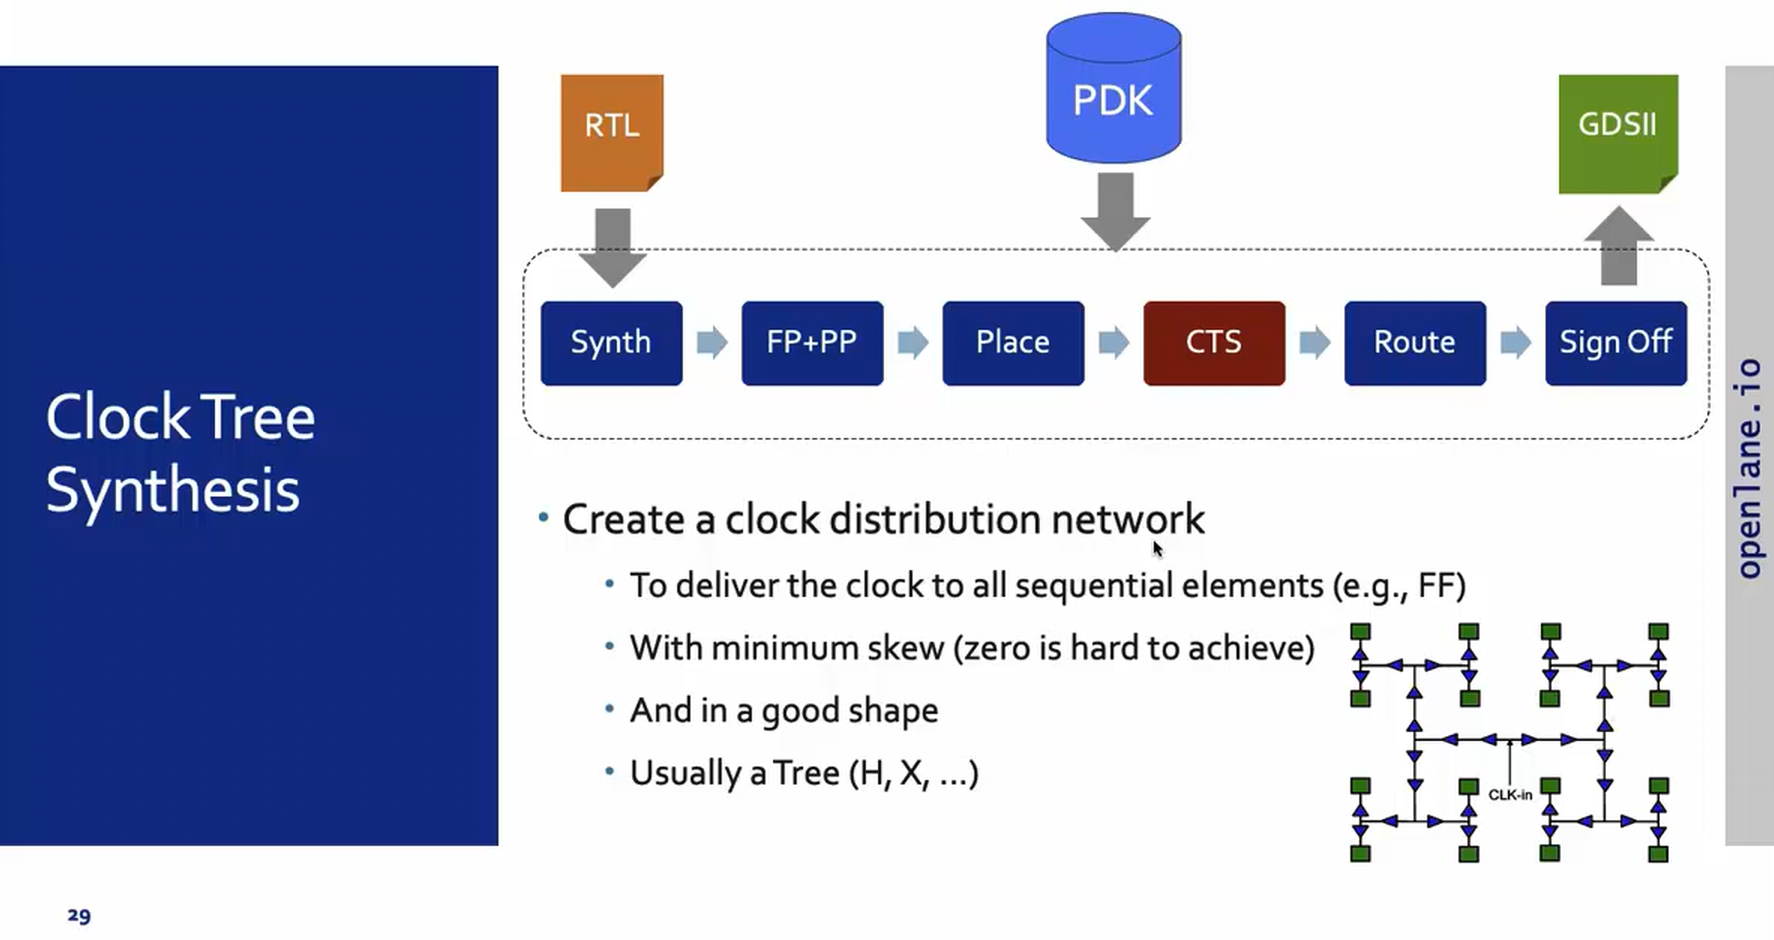 RTL
PDK
GDSII
Synth
FP+PP
Place
CTS
Route
Sign Off
Clock Tree
Synthesis
• Create a clock distribution network
• To deliver the clock to all sequential elements (e.g., FF)
• With minimum skew (zero is hard to achieve)
• And in a good shape
• Usually a Tree (H, X, ...)
CLK-in
openlane.io
29